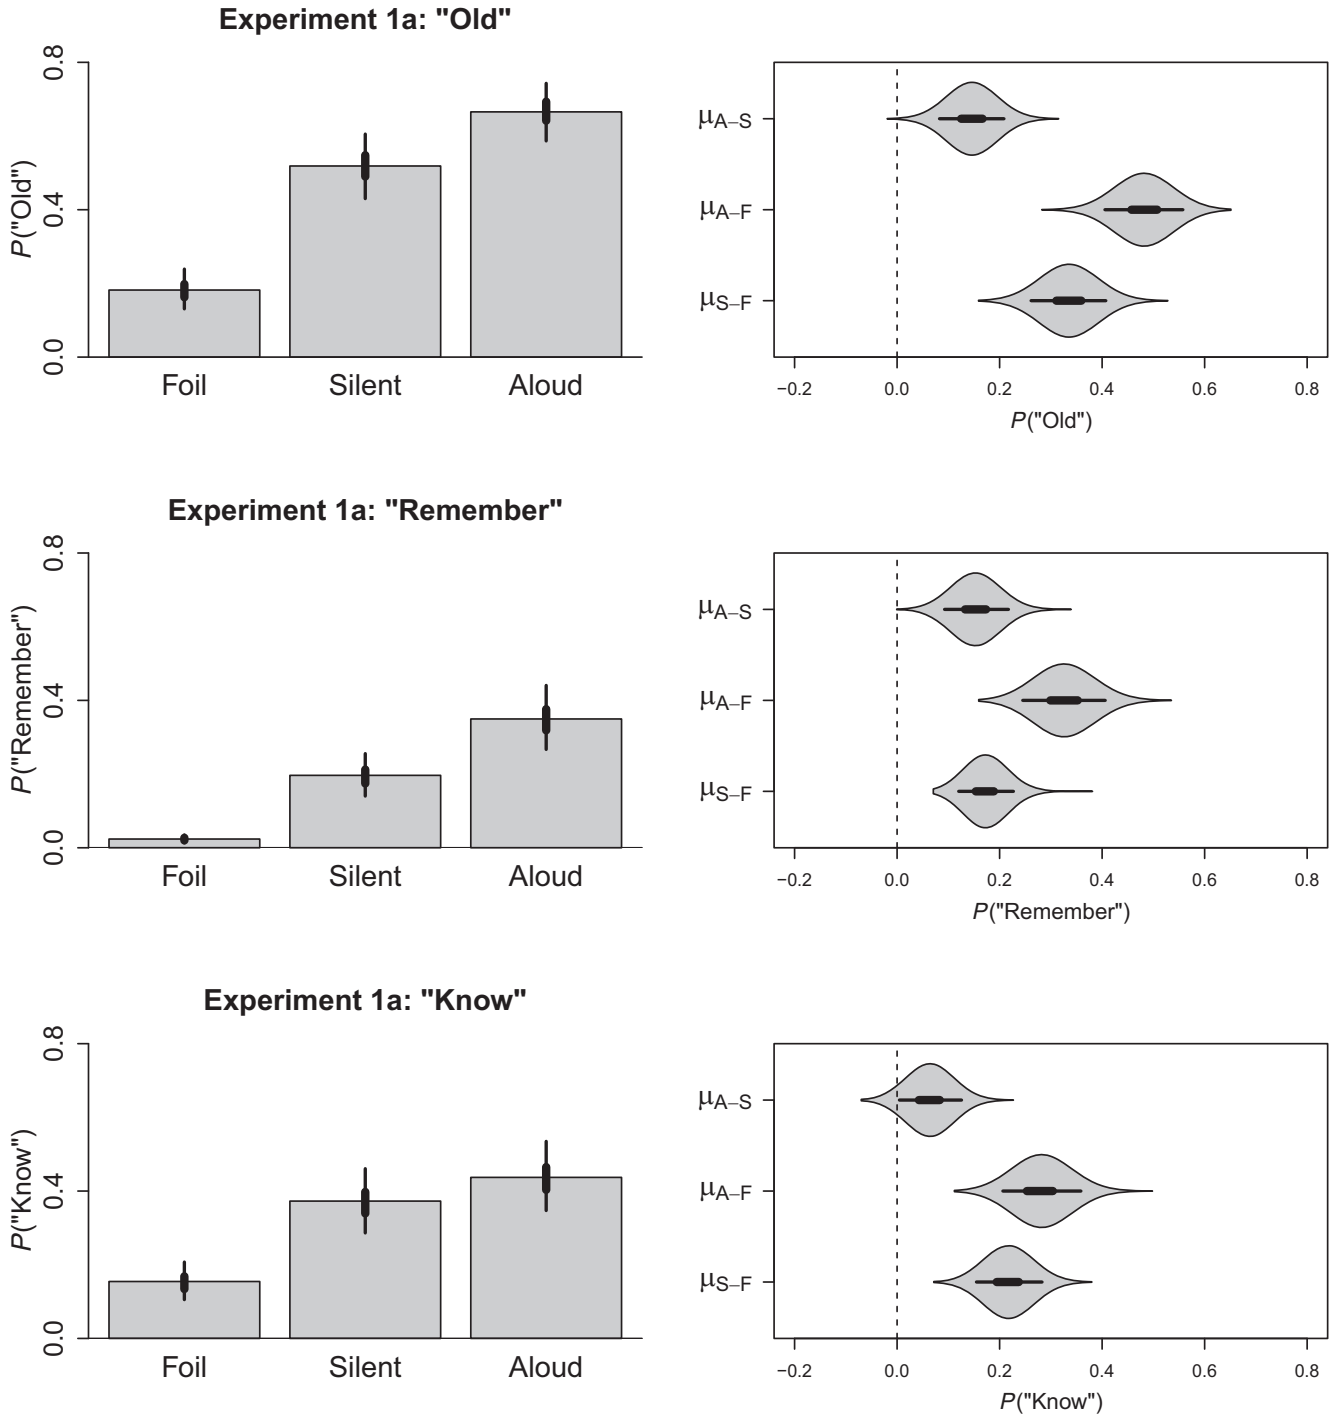 Experiment 1a: "Old"
P("Old")
0.8
0.4
0.0
Foil Silent Aloud
μA–S
μA–F
μS–F
−0.2 0.0 0.2 0.4 0.6 0.8
P("Old")
Experiment 1a: "Remember"
P("Remember")
0.8
0.4
0.0
Foil Silent Aloud
μA–S
μA–F
μS–F
−0.2 0.0 0.2 0.4 0.6 0.8
P("Remember")
Experiment 1a: "Know"
P("Know")
0.8
0.4
0.0
Foil Silent Aloud
μA–S
μA–F
μS–F
−0.2 0.0 0.2 0.4 0.6 0.8
P("Know")